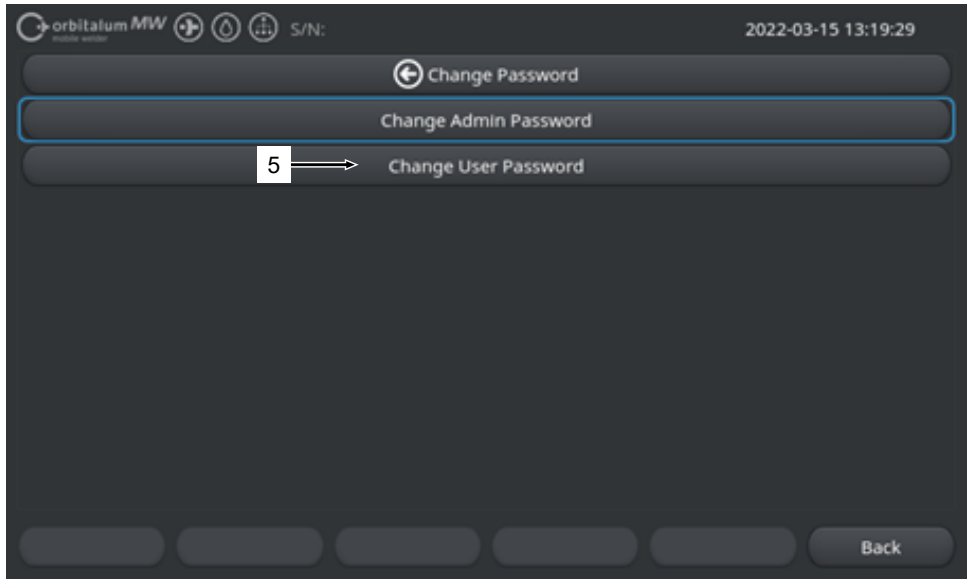 orbitalum MW
mobile welder
S/N:
2022-03-15 13:19:29
Change Password
Change Admin Password
5
Change User Password
Back